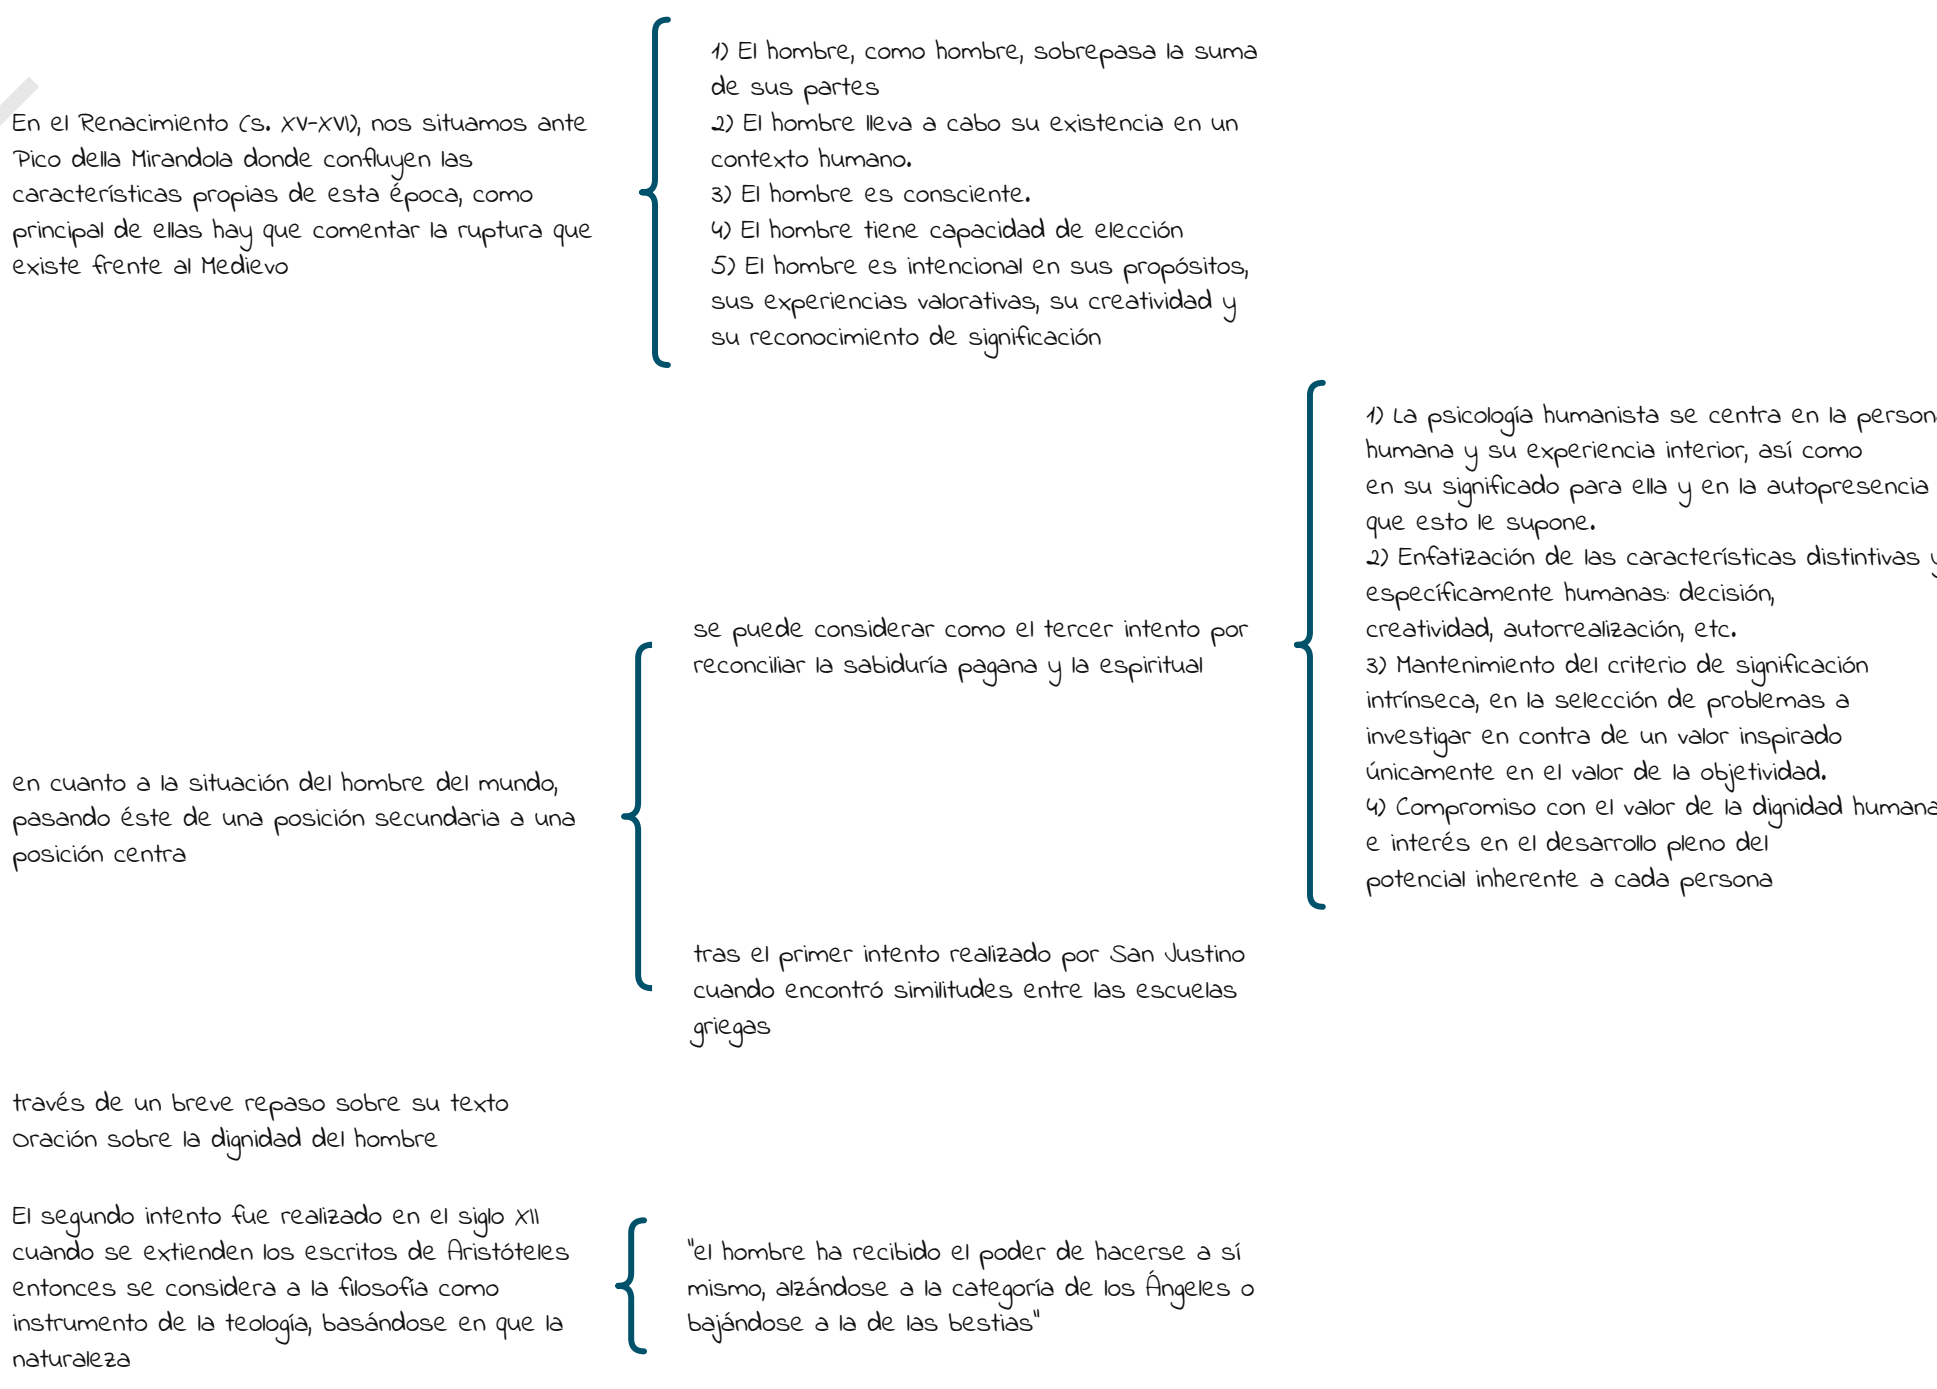 En el Renacimiento (s. XV-XVI), nos situamos ante
Pico della Mirandola donde confluyen las
características propias de esta época, como
principal de ellas hay que comentar la ruptura que
existe frente al Medievo
1) El hombre, como hombre, sobrepasa la suma
de sus partes
2) El hombre lleva a cabo su existencia en un
contexto humano.
3) El hombre es consciente.
4) El hombre tiene capacidad de elección
5) El hombre es intencional en sus propósitos,
sus experiencias valorativas, su creatividad y
su reconocimiento de significación
en cuanto a la situación del hombre del mundo,
pasando éste de una posición secundaria a una
posición centra
se puede considerar como el tercer intento por
reconciliar la sabiduría pagana y la espiritual
1) La psicología humanista se centra en la persona
humana y su experiencia interior, así como
en su significado para ella y en la autopresencia
que esto le supone.
2) Enfatización de las características distintivas y
específicamente humanas: decisión,
creatividad, autorrealización, etc.
3) Mantenimiento del criterio de significación
intrínseca, en la selección de problemas a
investigar en contra de un valor inspirado
únicamente en el valor de la objetividad.
4) Compromiso con el valor de la dignidad humana
e interés en el desarrollo pleno del
potencial inherente a cada persona
tras el primer intento realizado por San Justino
cuando encontró similitudes entre las escuelas
griegas
través de un breve repaso sobre su texto
Oración sobre la dignidad del hombre
El segundo intento fue realizado en el siglo XII
cuando se extienden los escritos de Aristóteles
entonces se considera a la filosofía como
instrumento de la teología, basándose en que la
naturaleza
"el hombre ha recibido el poder de hacerse a sí
mismo, alzándose a la categoría de los Ángeles o
bajándose a la de las bestias"